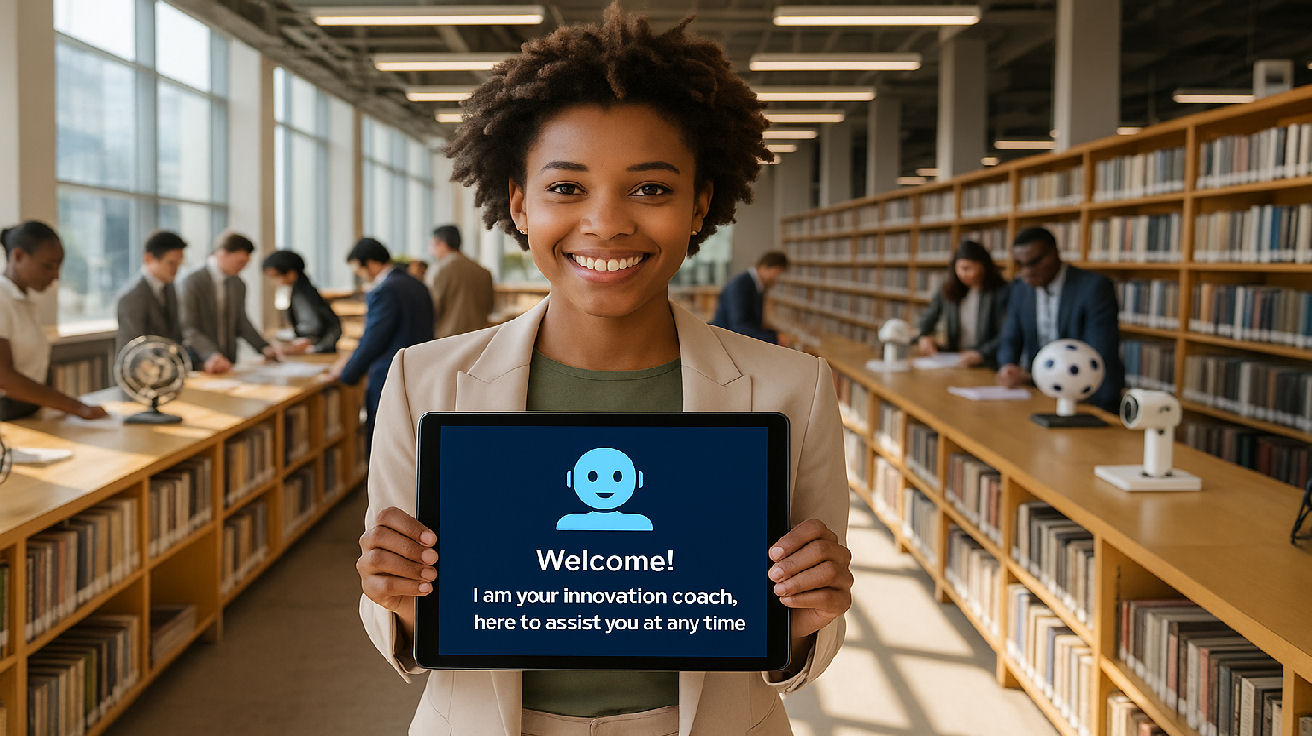 Welcome!
I am your innovation coach,
here to assist you at any time